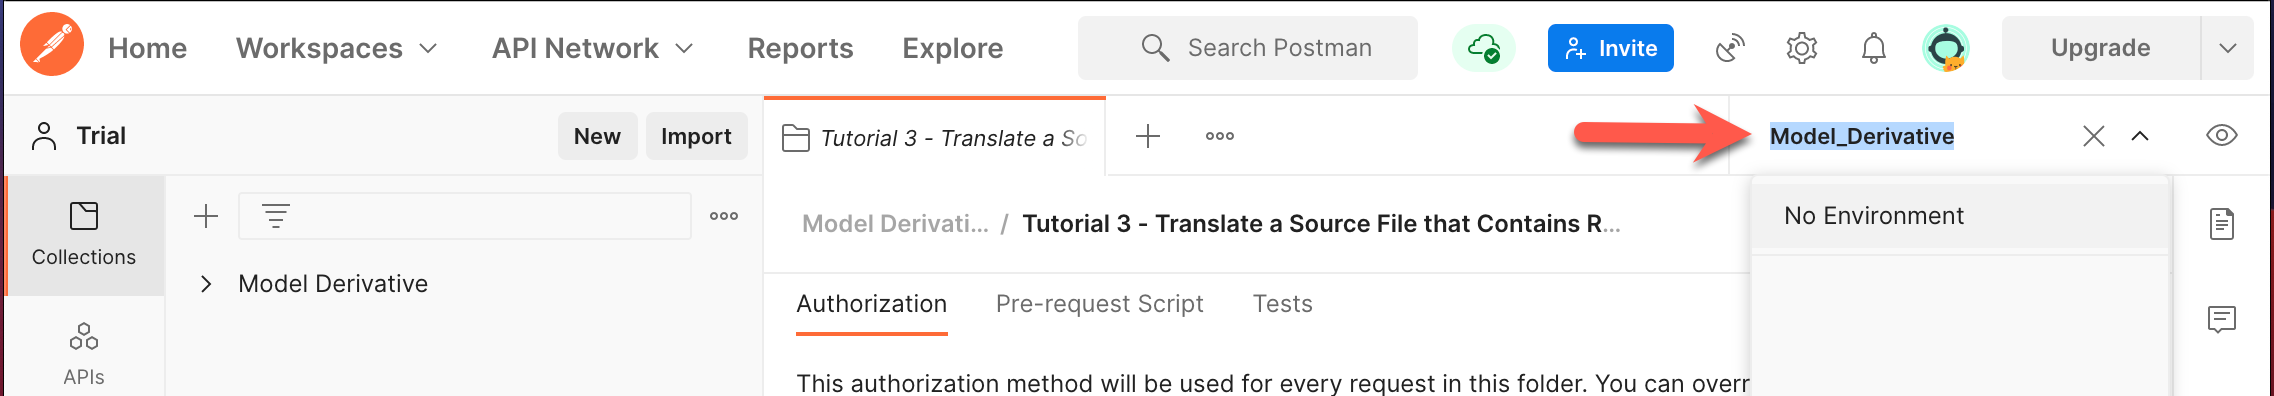 Home Workspaces API Network Reports Explore Search Postman Invite Upgrade
Trial New Import Tutorial 3 - Translate a So Model_Derivative
No Environment
Collections
Model Derivati... / Tutorial 3 - Translate a Source File that Contains R...
Model Derivative
Authorization Pre-request Script Tests
APIs
This authorization method will be used for every request in this folder. You can overr